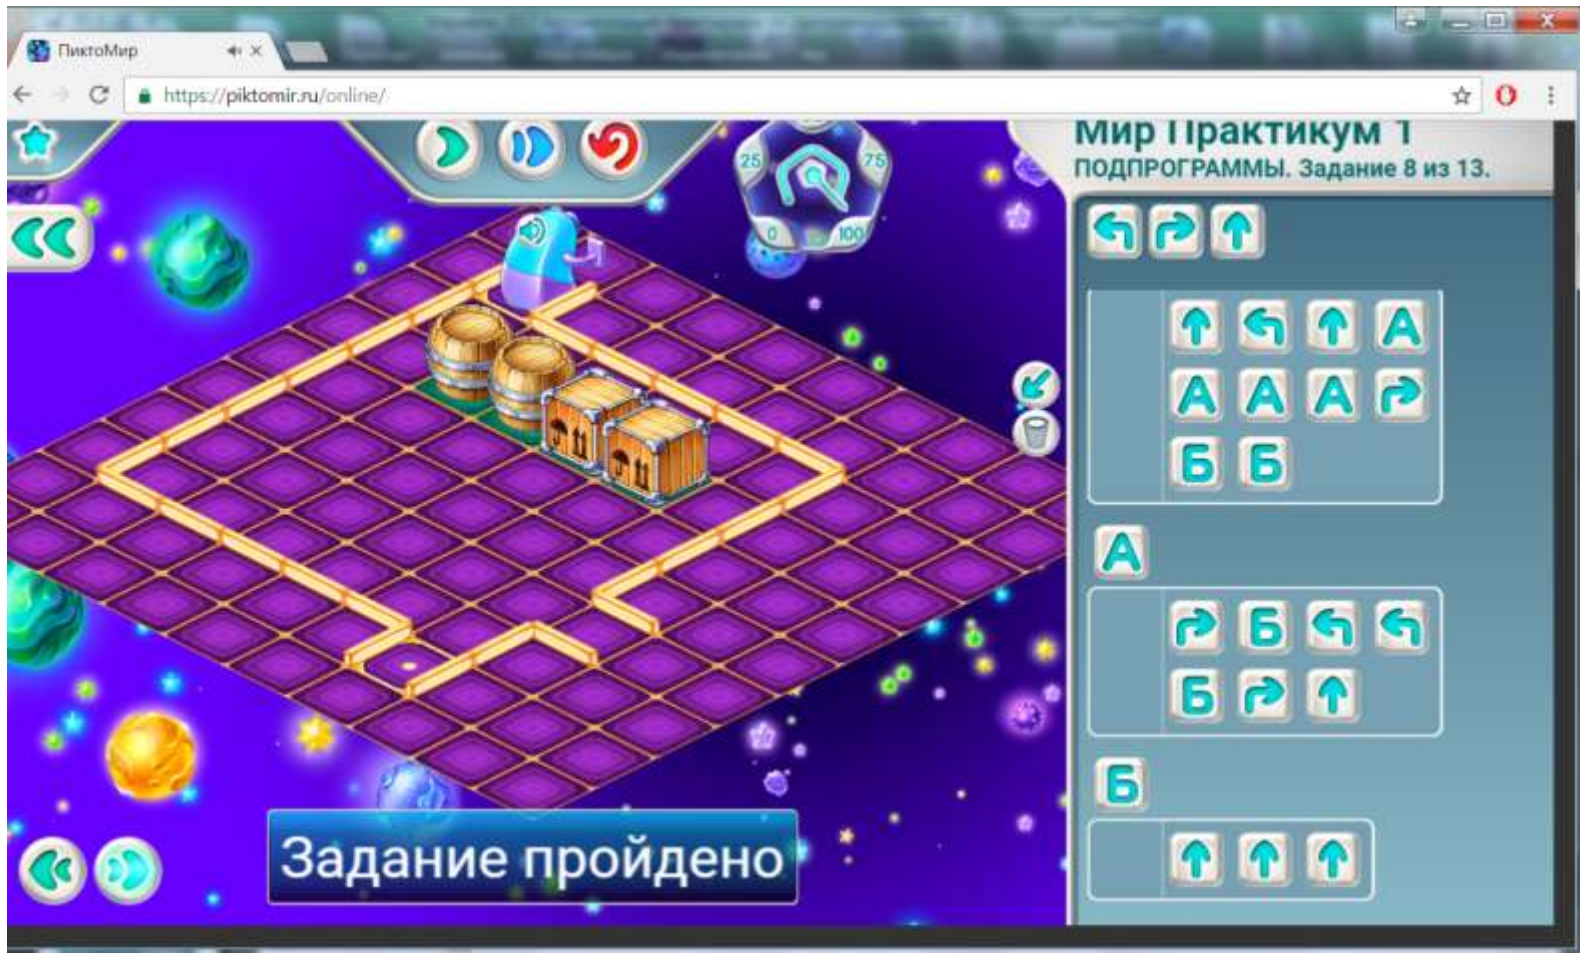 ПиктоМир
https://piktomir.ru/online/
25
75
0
100
Мир Практикум 1
ПОДПРОГРАММЫ. Задание 8 из 13.
А
А А А
Б Б
А
Б
Б
Б
Задание пройдено